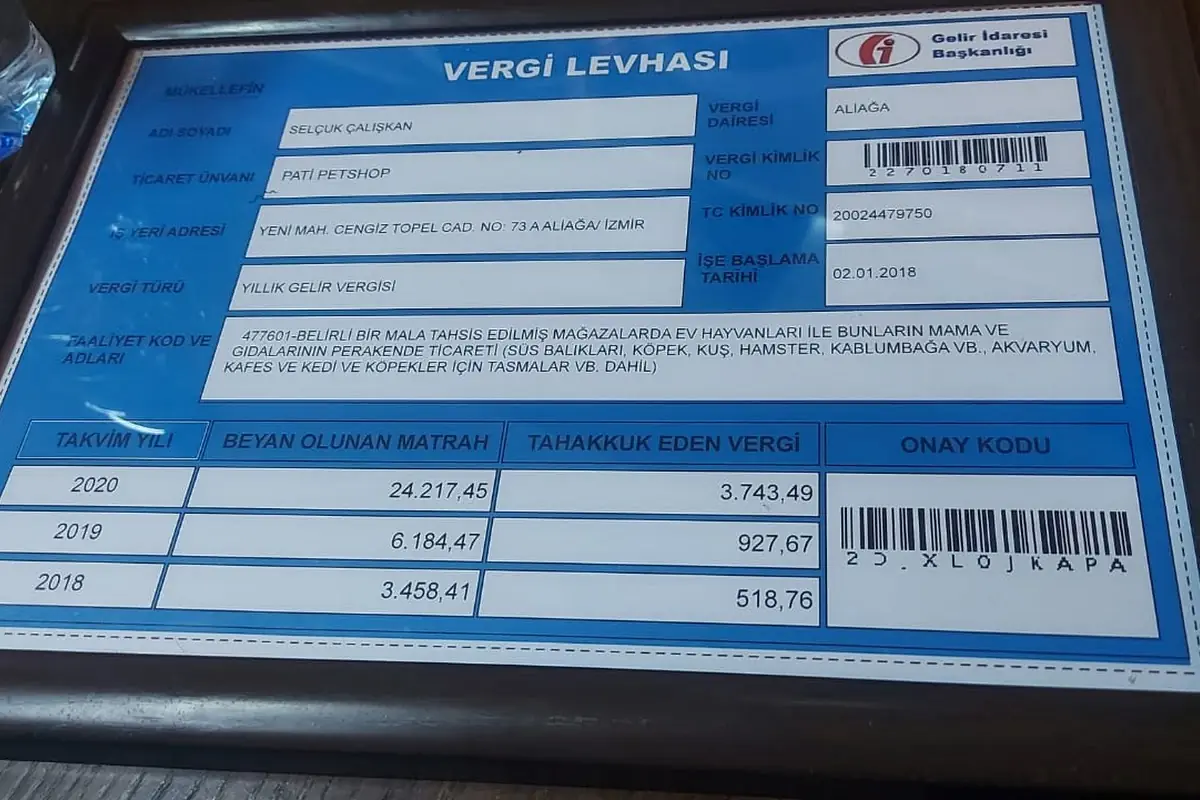 VERGİ LEVHASI
Gelir İdaresi
Başkanlığı
MÜKELLEFİN
ADI SOYADI
SELÇUK ÇALIŞKAN
VERGİ
DAİRESİ
ALİAĞA
TİCARET ÜNVANI
PATİ PETSHOP
VERGİ KİMLİK
NO
2270180711
İŞ YERİ ADRESİ
YENİ MAH. CENGİZ TOPEL CAD. NO: 73 A ALİAĞA/ İZMİR
TC KİMLİK NO
20024479750
VERGİ TÜRÜ
YILLIK GELİR VERGİSİ
İŞE BAŞLAMA
TARİHİ
02.01.2018
FAALİYET KOD VE
ADLARI
477601-BELİRLİ BİR MALA TAHSİS EDİLMİŞ MAĞAZALARDA EV HAYVANLARI İLE BUNLARIN MAMA VE
GIDALARININ PERAKENDE TİCARETİ (SÜS BALIKLARI, KÖPEK, KUŞ, HAMSTER, KABLUMBAĞA VB., AKVARYUM,
KAFES VE KEDİ VE KÖPEKLER İÇİN TASMALAR VB. DAHİL)
TAKVİM YILI BEYAN OLUNAN MATRAH TAHAKKUK EDEN VERGİ ONAY KODU
2020 24.217,45 3.743,49
2019 6.184,47 927,67
2018 3.458,41 518,76